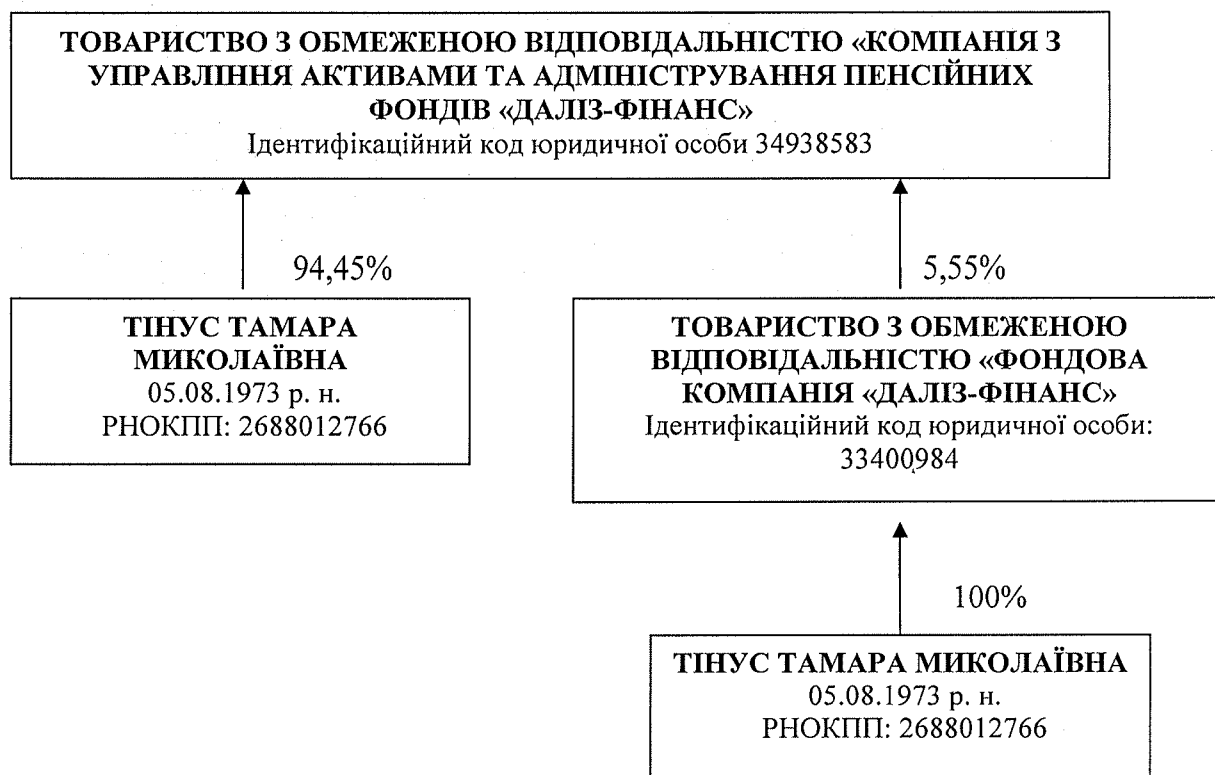 ТОВАРИСТВО З ОБМЕЖЕНОЮ ВІДПОВІДАЛЬНІСТЮ «КОМПАНІЯ З
УПРАВЛІННЯ АКТИВАМИ ТА АДМІНІСТРУВАННЯ ПЕНСІЙНИХ
ФОНДІВ «ДАЛІЗ-ФІНАНС»
Ідентифікаційний код юридичної особи 34938583
94,45%
5,55%
ТІНУС ТАМАРА
МИКОЛАЇВНА
05.08.1973 р. н.
РНОКПП: 2688012766
ТОВАРИСТВО З ОБМЕЖЕНОЮ
ВІДПОВІДАЛЬНІСТЮ «ФОНДОВА
КОМПАНІЯ «ДАЛІЗ-ФІНАНС»
Ідентифікаційний код юридичної особи:
33400984
100%
ТІНУС ТАМАРА МИКОЛАЇВНА
05.08.1973 р. н.
РНОКПП: 2688012766